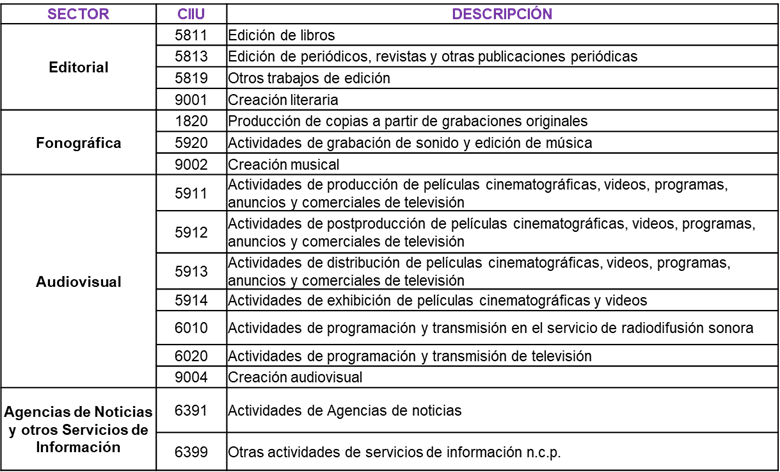 SECTOR CIIU DESCRIPCIÓN
Editorial
5811 Edición de libros
5813 Edición de periódicos, revistas y otras publicaciones periódicas
5819 Otros trabajos de edición
9001 Creación literaria
Fonográfica
1820 Producción de copias a partir de grabaciones originales
5920 Actividades de grabación de sonido y edición de música
9002 Creación musical
Audiovisual
5911 Actividades de producción de películas cinematográficas, videos, programas,
anuncios y comerciales de televisión
5912 Actividades de postproducción de películas cinematográficas, videos, programas,
anuncios y comerciales de televisión
5913 Actividades de distribución de películas cinematográficas, videos, programas,
anuncios y comerciales de televisión
5914 Actividades de exhibición de películas cinematográficas y videos
6010 Actividades de programación y transmisión en el servicio de radiodifusión sonora
6020 Actividades de programación y transmisión de televisión
9004 Creación audiovisual
Agencias de Noticias
y otros Servicios de
Información
6391 Actividades de Agencias de noticias
6399 Otras actividades de servicios de información n.c.p.